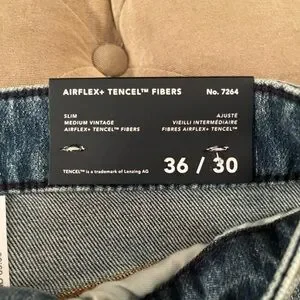 AIRFLEX+ TENCEL™ FIBERS No. 7264
SLIM AJUSTÉ
MEDIUM VINTAGE VIEILLI INTERMÉDIAIRE
AIRFLEX+ TENCEL™ FIBERS FIBRES AIRFLEX+ TENCEL™
36 / 30
TENCEL™ is a trademark of Lenzing AG